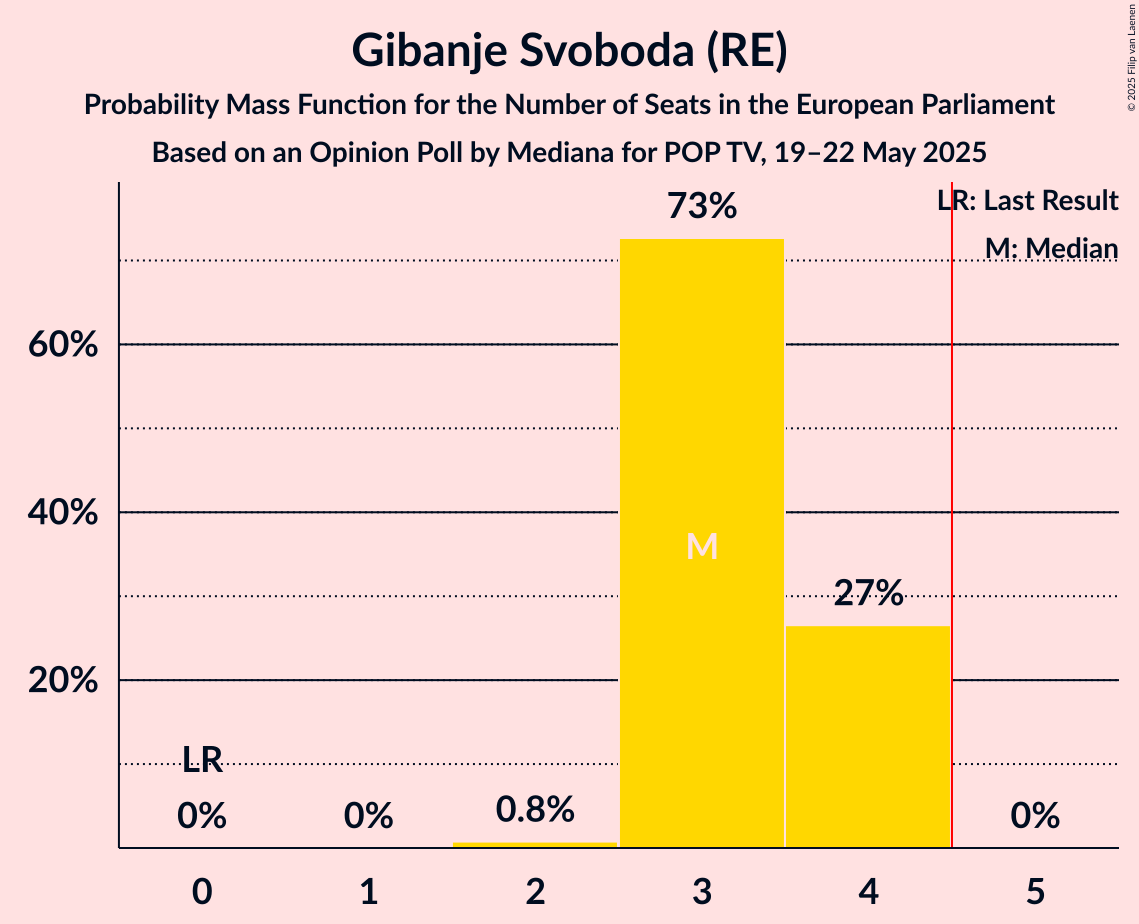 Gibanje Svoboda (RE)
Probability Mass Function for the Number of Seats in the European Parliament
Based on an Opinion Poll by Mediana for POP TV, 19–22 May 2025
© 2025 Filip van Laenen
LR: Last Result
M: Median
73%
60%
40%
M
27%
20%
LR
0%
0%
0.8%
0%
0
1
2
3
4
5